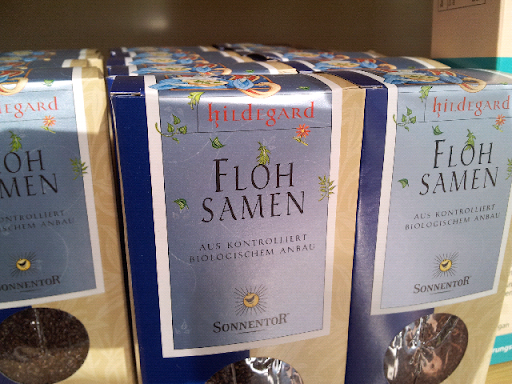 hildegard
FLOH
SAMEN
AUS KONTROLLIERT
BIOLOGISCHEM ANBAU
SONNENTOR
hildegard
FLOH
SAMEN
AUS KONTROLLIERT
BIOLOGISCHEM ANBAU
SONNENTOR
hildegard
FLOH
SAMEN
AUS KONTROLLIERT
BIOLOGISCHEM ANBAU
SONNENTOR